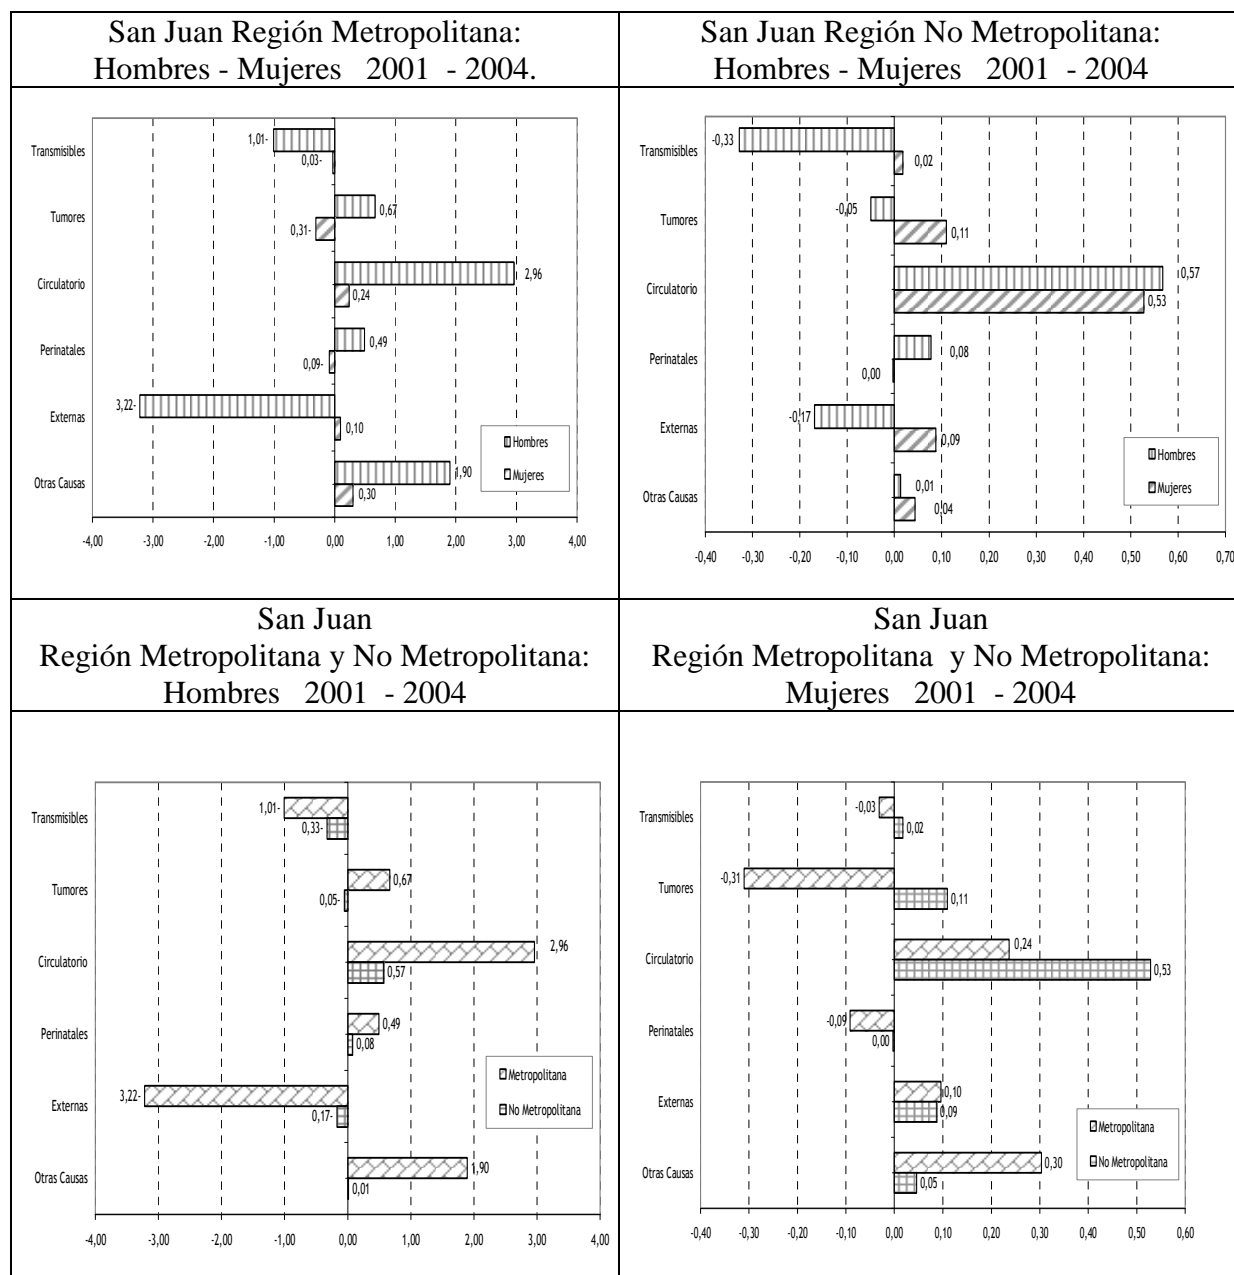 San Juan Región Metropolitana:
Hombres - Mujeres 2001 - 2004.
San Juan Región No Metropolitana:
Hombres - Mujeres 2001 - 2004
Transmisibles
1,01-
0,03-
Tumores
0,67
0,31-
Circulatorio
2,96
0,24
Perinatales
0,49
0,09-
Externas
3,22-
0,10
Otras Causas
1,90
0,30
Hombres
Mujeres
-4,00 -3,00 -2,00 -1,00 0,00 1,00 2,00 3,00 4,00
Transmisibles
-0,33
0,02
Tumores
-0,05
0,11
Circulatorio
0,57
0,53
Perinatales
0,08
0,00
Externas
-0,17
0,09
Otras Causas
0,01
0,04
Hombres
Mujeres
-0,40 -0,30 -0,20 -0,10 0,00 0,10 0,20 0,30 0,40 0,50 0,60 0,70
San Juan
Región Metropolitana y No Metropolitana:
Hombres 2001 - 2004
San Juan
Región Metropolitana y No Metropolitana:
Mujeres 2001 - 2004
Transmisibles
1,01-
0,33-
Tumores
0,67
0,05-
Circulatorio
2,96
0,57
Perinatales
0,49
0,08
Externas
3,22-
0,17-
Otras Causas
1,90
0,01
Metropolitana
No Metropolitana
-4,00 -3,00 -2,00 -1,00 0,00 1,00 2,00 3,00 4,00
Transmisibles
-0,03
0,02
Tumores
-0,31
0,11
Circulatorio
0,24
0,53
Perinatales
-0,09
0,00
Externas
0,10
0,09
Otras Causas
0,30
0,05
Metropolitana
No Metropolitana
-0,40 -0,30 -0,20 -0,10 0,00 0,10 0,20 0,30 0,40 0,50 0,60